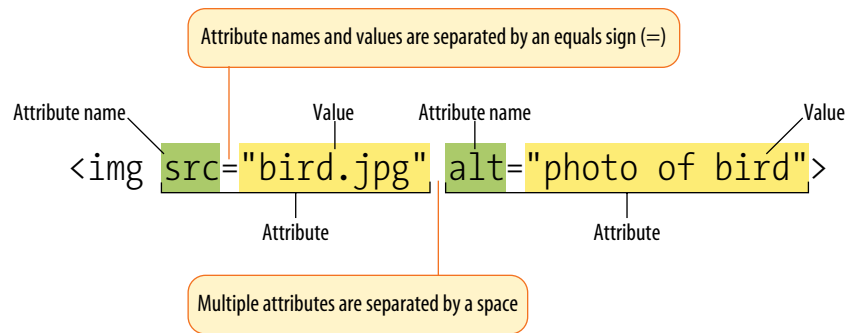 Attribute names and values are separated by an equals sign (=)
Attribute name Value Attribute name Value
<img src="bird.jpg" alt="photo of bird">
Attribute Attribute
Multiple attributes are separated by a space